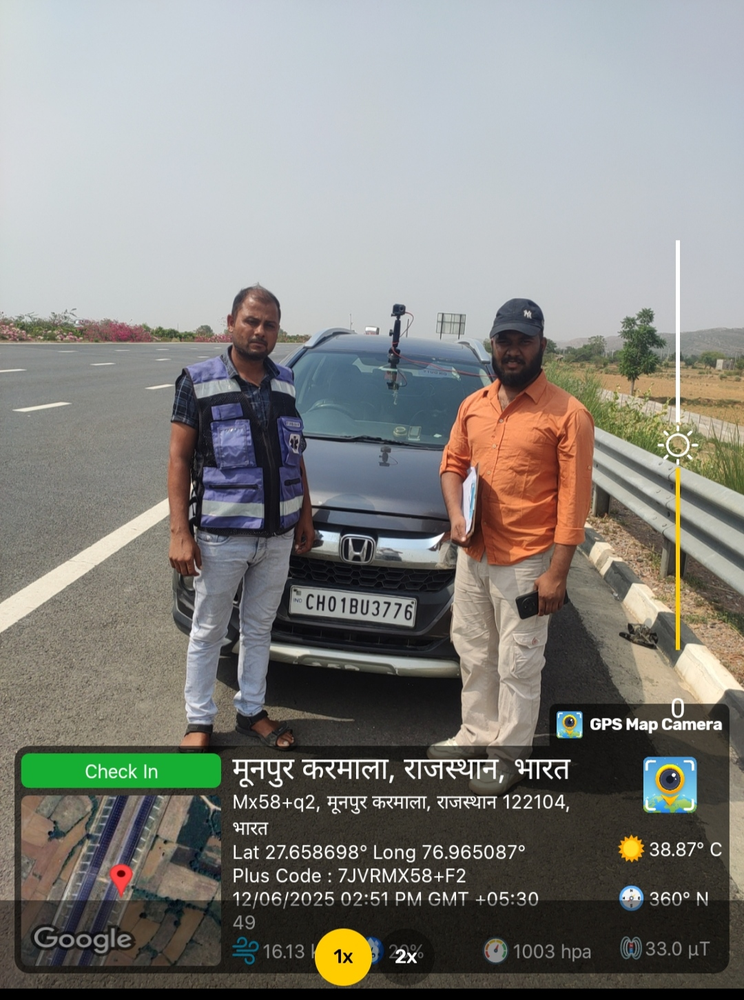 IND CH01BU3776
0
GPS Map Camera
Check In
मूनपुर करमाला, राजस्थान, भारत
Mx58+q2, मूनपुर करमाला, राजस्थान 122104,
भारत
Lat 27.658698° Long 76.965087°
Plus Code : 7JVRMX58+F2
12/06/2025 02:51 PM GMT +05:30
49
38.87° C
360° N
Google
16.13
1x
2x
1003 hpa
33.0 µT